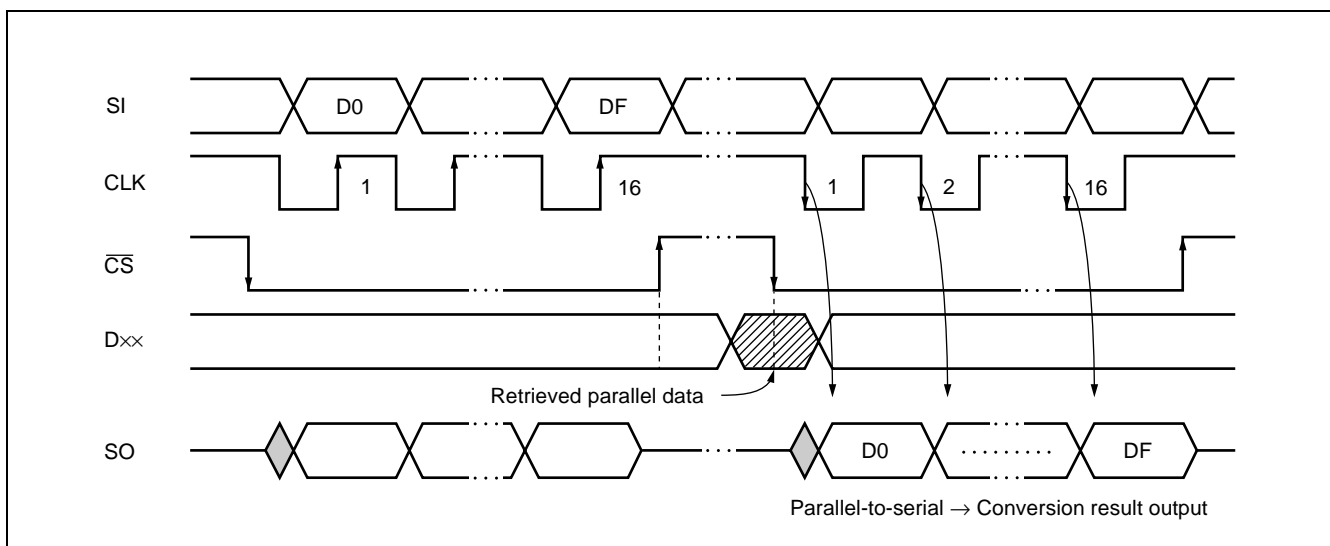 SI D0 DF
CLK 1 16 1 2 16
CS
D××
Retrieved parallel data
SO D0 DF
Parallel-to-serial → Conversion result output